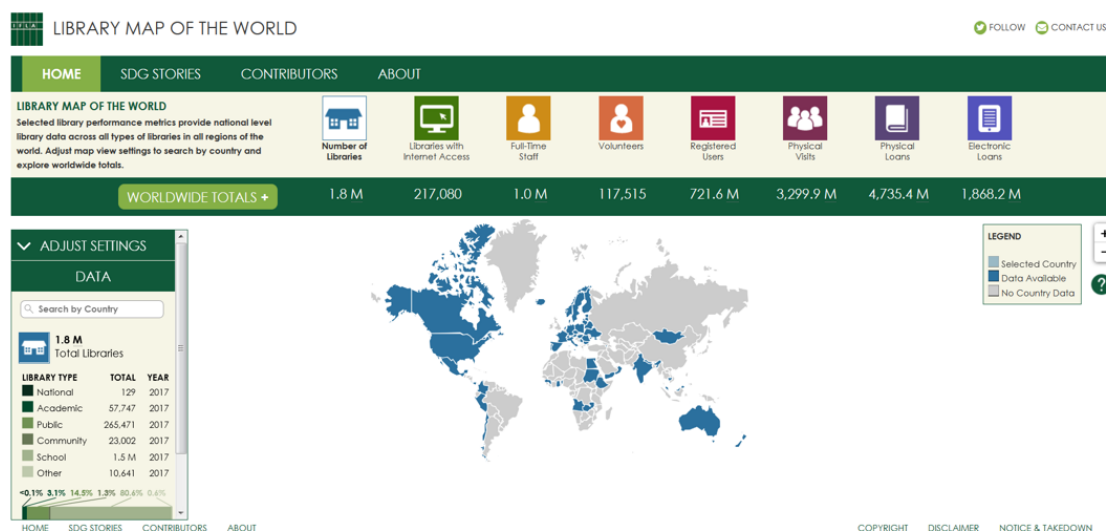 IFLA
LIBRARY MAP OF THE WORLD
FOLLOW
CONTACT US
HOME
SDG STORIES
CONTRIBUTORS
ABOUT
LIBRARY MAP OF THE WORLD
Selected library performance metrics provide national level
library data across all types of libraries in all regions of the
world. Adjust map view settings to search by country and
explore worldwide totals.
Number of
Libraries
Libraries with
Internet Access
Full-Time
Staff
Volunteers
Registered
Users
Physical
Visits
Physical
Loans
Electronic
Loans
WORLDWIDE TOTALS +
1.8 M
217,080
1.0 M
117,515
721.6 M
3,299.9 M
4,735.4 M
1,868.2 M
ADJUST SETTINGS
DATA
Search by Country
1.8 M
Total Libraries
LIBRARY TYPE TOTAL YEAR
National 129 2017
Academic 57,747 2017
Public 265,471 2017
Community 23,002 2017
School 1.5 M 2017
Other 10,641 2017
<0.1% 3.1% 14.5% 1.3% 80.6% 0.6%
LEGEND
Selected Country
Data Available
No Country Data
+
−
?
HOME
SDG STORIES
CONTRIBUTORS
ABOUT
COPYRIGHT
DISCLAIMER
NOTICE & TAKEDOWN